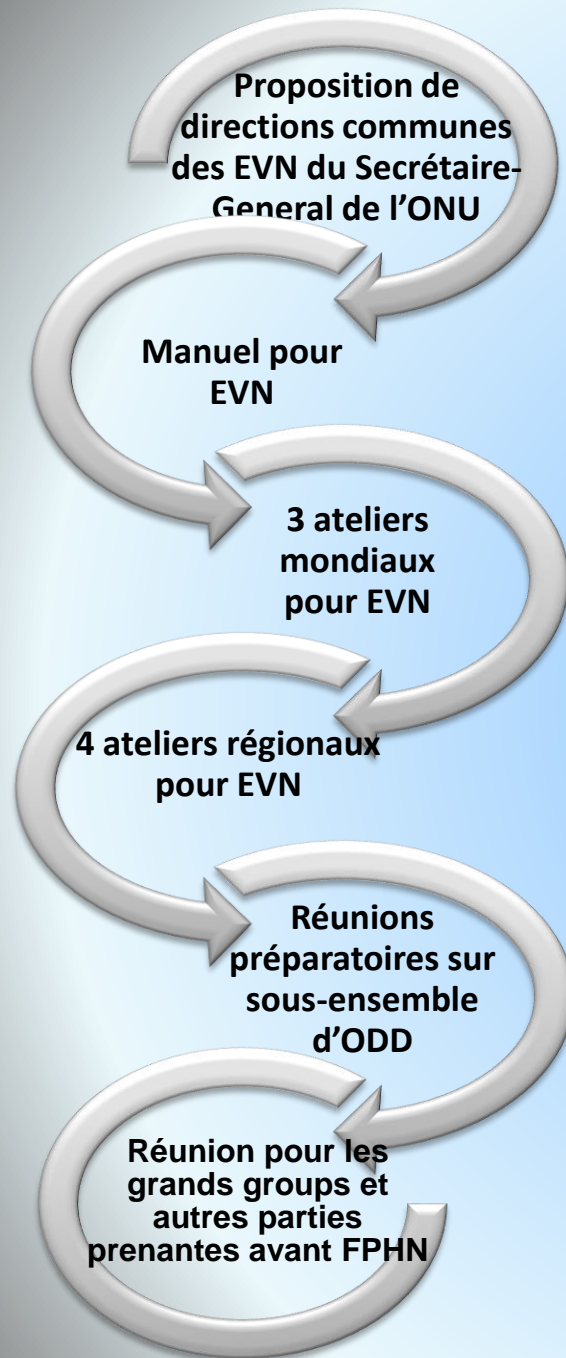 Proposition de
directions communes
des EVN du Secrétaire-
General de l'ONU
Manuel pour
EVN
3 ateliers
mondiaux
pour EVN
4 ateliers régionaux
pour EVN
Réunions
préparatoires sur
sous-ensemble
d'ODD
Réunion pour les
grands groups et
autres parties
prenantes avant FPHN